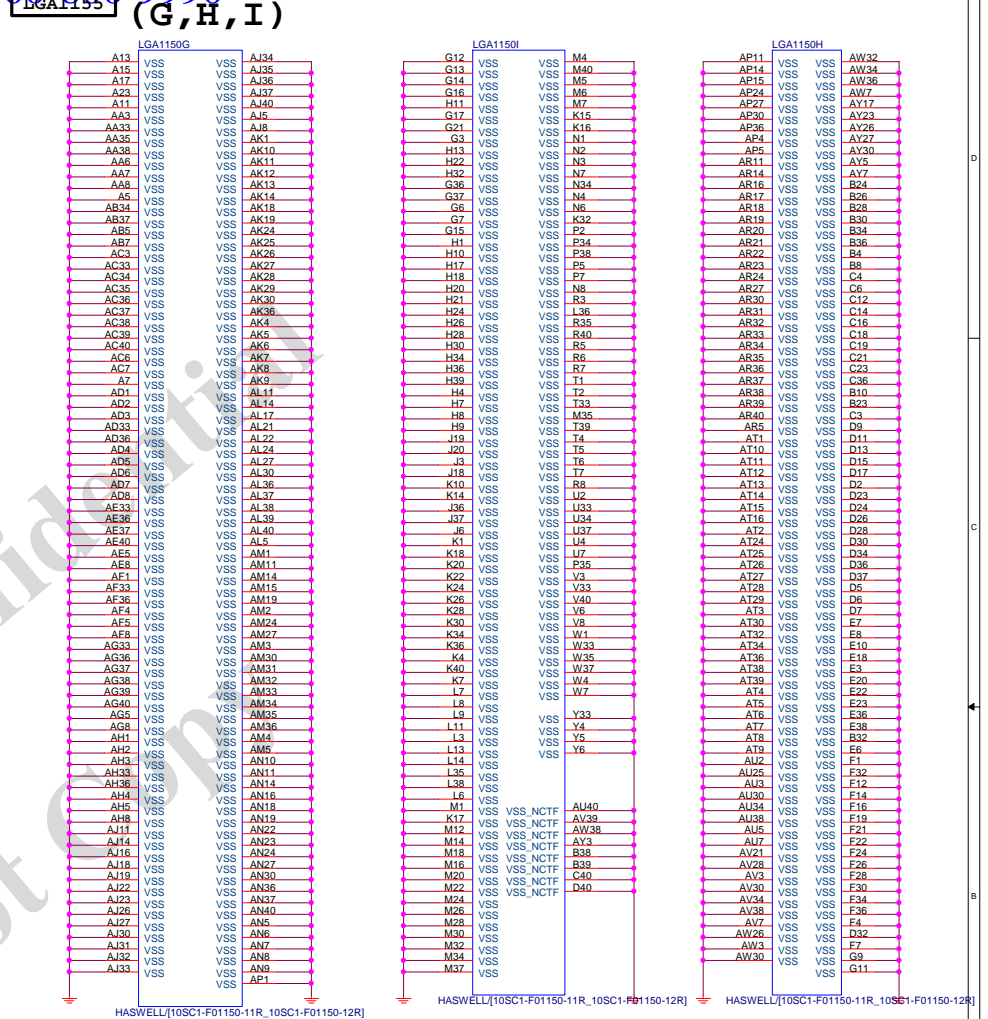 LGA1155
(G,H,I)
LGA1150G
A13 VSS VSS AJ34
A15 VSS VSS AJ35
A17 VSS VSS AJ36
A23 VSS VSS AJ37
A11 VSS VSS AJ40
AA3 VSS VSS AJ5
AA33 VSS VSS AJ8
AA35 VSS VSS AK1
AA38 VSS VSS AK10
AA6 VSS VSS AK11
AA7 VSS VSS AK12
AA8 VSS VSS AK13
A5 VSS VSS AK14
AB34 VSS VSS AK18
AB37 VSS VSS AK19
AB5 VSS VSS AK24
AB7 VSS VSS AK25
AC3 VSS VSS AK26
AC33 VSS VSS AK27
AC34 VSS VSS AK28
AC35 VSS VSS AK29
AC36 VSS VSS AK30
AC37 VSS VSS AK36
AC38 VSS VSS AK4
AC39 VSS VSS AK5
AC40 VSS VSS AK6
AC6 VSS VSS AK7
AC7 VSS VSS AK8
A7 VSS VSS AK9
AD1 VSS VSS AL11
AD2 VSS VSS AL14
AD3 VSS VSS AL17
AD33 VSS VSS AL21
AD36 VSS VSS AL22
AD4 VSS VSS AL24
AD5 VSS VSS AL27
AD6 VSS VSS AL30
AD7 VSS VSS AL36
AD8 VSS VSS AL37
AE33 VSS VSS AL38
AE36 VSS VSS AL39
AE37 VSS VSS AL40
AE40 VSS VSS AL5
AE5 VSS VSS AM1
AE8 VSS VSS AM11
AF1 VSS VSS AM14
AF33 VSS VSS AM15
AF36 VSS VSS AM19
AF4 VSS VSS AM2
AF5 VSS VSS AM24
AF8 VSS VSS AM27
AG33 VSS VSS AM3
AG36 VSS VSS AM30
AG37 VSS VSS AM31
AG38 VSS VSS AM32
AG39 VSS VSS AM33
AG40 VSS VSS AM34
AG5 VSS VSS AM35
AG8 VSS VSS AM36
AH1 VSS VSS AM4
AH2 VSS VSS AM5
AH3 VSS VSS AN10
AH33 VSS VSS AN11
AH36 VSS VSS AN14
AH4 VSS VSS AN16
AH5 VSS VSS AN18
AH8 VSS VSS AN19
AJ11 VSS VSS AN22
AJ14 VSS VSS AN23
AJ16 VSS VSS AN24
AJ18 VSS VSS AN27
AJ19 VSS VSS AN30
AJ22 VSS VSS AN36
AJ23 VSS VSS AN37
AJ26 VSS VSS AN40
AJ27 VSS VSS AN5
AJ30 VSS VSS AN6
AJ31 VSS VSS AN7
AJ32 VSS VSS AN8
AJ33 VSS VSS AN9
VSS AP1
HASWELL/[10SC1-F01150-11R_10SC1-F01150-12R]
LGA1150I
G12 VSS VSS M4
G13 VSS VSS M40
G14 VSS VSS M5
G16 VSS VSS M6
H11 VSS VSS M7
G17 VSS VSS K15
G21 VSS VSS K16
G3 VSS VSS N1
H13 VSS VSS N2
H22 VSS VSS N3
H32 VSS VSS N7
G36 VSS VSS N34
G37 VSS VSS N4
G6 VSS VSS N6
G7 VSS VSS K32
G15 VSS VSS P2
H1 VSS VSS P34
H10 VSS VSS P38
H17 VSS VSS P5
H18 VSS VSS P7
H20 VSS VSS N8
H21 VSS VSS R3
H24 VSS VSS L36
H26 VSS VSS R35
H28 VSS VSS R40
H30 VSS VSS R5
H34 VSS VSS R6
H36 VSS VSS R7
H39 VSS VSS T1
H4 VSS VSS T2
H7 VSS VSS T33
H8 VSS VSS M35
H9 VSS VSS T39
J19 VSS VSS T4
J20 VSS VSS T5
J3 VSS VSS T6
J18 VSS VSS T7
K10 VSS VSS R8
K14 VSS VSS U2
J36 VSS VSS U33
J37 VSS VSS U34
J6 VSS VSS U37
K1 VSS VSS U4
K18 VSS VSS U7
K20 VSS VSS P35
K22 VSS VSS V3
K24 VSS VSS V33
K26 VSS VSS V40
K28 VSS VSS V6
K30 VSS VSS V8
K34 VSS VSS W1
K36 VSS VSS W33
K4 VSS VSS W35
K40 VSS VSS W37
K7 VSS VSS W4
L7 VSS VSS W7
L8 VSS
L9 VSS VSS Y33
L11 VSS VSS Y4
L3 VSS VSS Y5
L13 VSS VSS Y6
L14 VSS
L35 VSS
L38 VSS
L6 VSS
M1 VSS VSS_NCTF AU40
K17 VSS VSS_NCTF AV39
M12 VSS VSS_NCTF AW38
M14 VSS VSS_NCTF AY3
M18 VSS VSS_NCTF B38
M16 VSS VSS_NCTF B39
M20 VSS VSS_NCTF C40
M22 VSS VSS_NCTF D40
M24 VSS
M26 VSS
M28 VSS
M30 VSS
M32 VSS
M34 VSS
M37 VSS
HASWELL/[10SC1-F01150-11R_10SC1-F01150-12R]
LGA1150H
AP11 VSS VSS AW32
AP14 VSS VSS AW34
AP15 VSS VSS AW36
AP24 VSS VSS AW7
AP27 VSS VSS AY17
AP30 VSS VSS AY23
AP36 VSS VSS AY26
AP4 VSS VSS AY27
AP5 VSS VSS AY30
AR11 VSS VSS AY5
AR14 VSS VSS AY7
AR16 VSS VSS B24
AR17 VSS VSS B26
AR18 VSS VSS B28
AR19 VSS VSS B30
AR20 VSS VSS B34
AR21 VSS VSS B36
AR22 VSS VSS B4
AR23 VSS VSS B8
AR24 VSS VSS C4
AR27 VSS VSS C6
AR30 VSS VSS C12
AR31 VSS VSS C14
AR32 VSS VSS C16
AR33 VSS VSS C18
AR34 VSS VSS C19
AR35 VSS VSS C21
AR36 VSS VSS C23
AR37 VSS VSS C36
AR38 VSS VSS B10
AR39 VSS VSS B23
AR40 VSS VSS C3
AR5 VSS VSS D9
AT1 VSS VSS D11
AT10 VSS VSS D13
AT11 VSS VSS D15
AT12 VSS VSS D17
AT13 VSS VSS D2
AT14 VSS VSS D23
AT15 VSS VSS D24
AT16 VSS VSS D26
AT2 VSS VSS D28
AT24 VSS VSS D30
AT25 VSS VSS D34
AT26 VSS VSS D36
AT27 VSS VSS D37
AT28 VSS VSS D5
AT29 VSS VSS D6
AT3 VSS VSS D7
AT30 VSS VSS E7
AT32 VSS VSS E8
AT34 VSS VSS E10
AT36 VSS VSS E18
AT38 VSS VSS E3
AT39 VSS VSS E20
AT4 VSS VSS E22
AT5 VSS VSS E23
AT6 VSS VSS E36
AT7 VSS VSS E38
AT8 VSS VSS B32
AT9 VSS VSS E6
AU2 VSS VSS F1
AU25 VSS VSS F32
AU3 VSS VSS F12
AU30 VSS VSS F14
AU34 VSS VSS F16
AU38 VSS VSS F19
AU5 VSS VSS F21
AU7 VSS VSS F22
AV21 VSS VSS F24
AV28 VSS VSS F26
AV3 VSS VSS F28
AV30 VSS VSS F30
AV34 VSS VSS F34
AV38 VSS VSS F36
AV7 VSS VSS F4
AW26 VSS VSS D32
AW3 VSS VSS F7
AW30 VSS VSS G9
VSS G11
HASWELL/[10SC1-F01150-11R_10SC1-F01150-12R]
D
C
B